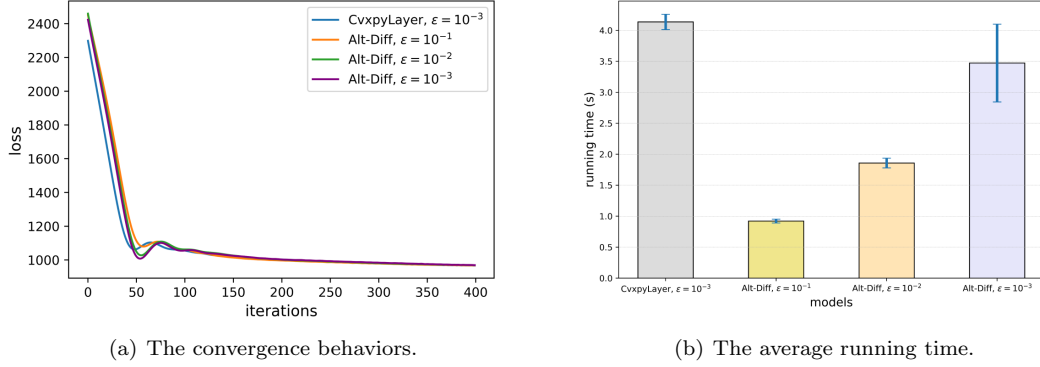 2400
2200
2000
1800
1600
1400
1200
1000
loss
0 50 100 150 200 250 300 350 400
iterations
CvxpyLayer, ε = 10⁻³
Alt-Diff, ε = 10⁻¹
Alt-Diff, ε = 10⁻²
Alt-Diff, ε = 10⁻³
(a) The convergence behaviors.
4.0
3.5
3.0
2.5
2.0
1.5
1.0
0.5
0.0
running time (s)
CvxpyLayer, ε = 10⁻³ Alt-Diff, ε = 10⁻¹ Alt-Diff, ε = 10⁻² Alt-Diff, ε = 10⁻³
models
(b) The average running time.